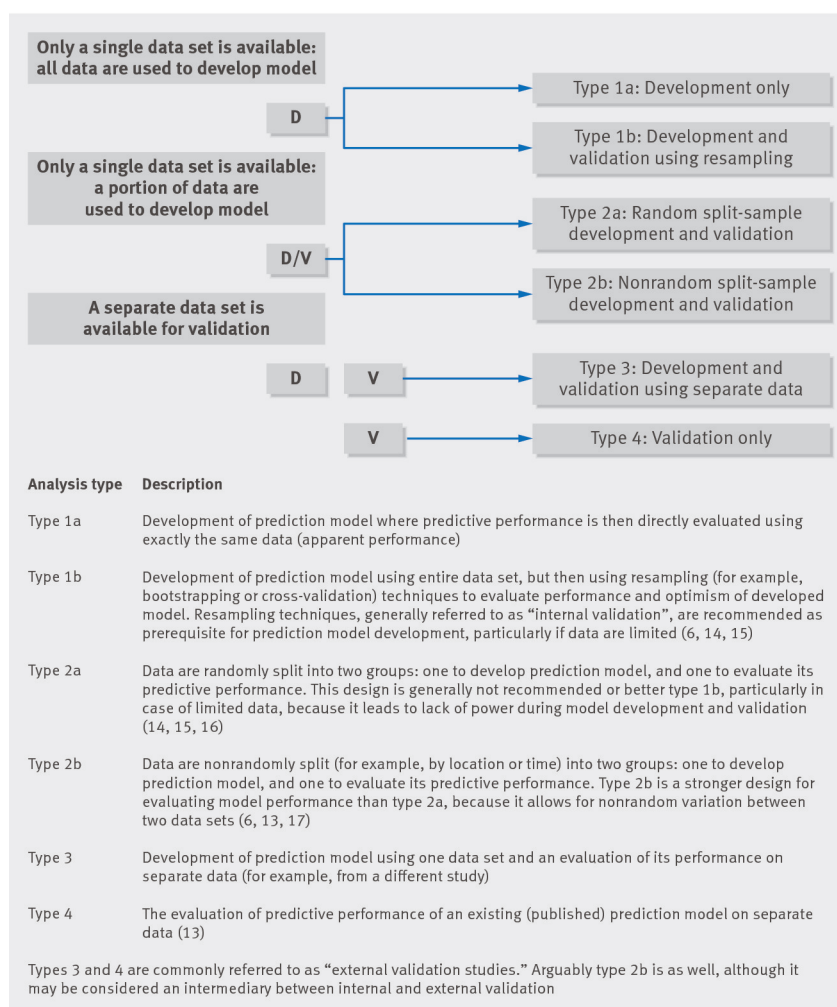 Only a single data set is available:
all data are used to develop model
D
Type 1a: Development only
Type 1b: Development and
validation using resampling
Only a single data set is available:
a portion of data are
used to develop model
D/V
Type 2a: Random split-sample
development and validation
Type 2b: Nonrandom split-sample
development and validation
A separate data set is
available for validation
D
V
Type 3: Development and
validation using separate data
V
Type 4: Validation only
Analysis type Description
Type 1a Development of prediction model where predictive performance is then directly evaluated using
exactly the same data (apparent performance)
Type 1b Development of prediction model using entire data set, but then using resampling (for example,
bootstrapping or cross-validation) techniques to evaluate performance and optimism of developed
model. Resampling techniques, generally referred to as “internal validation”, are recommended as
prerequisite for prediction model development, particularly if data are limited (6, 14, 15)
Type 2a Data are randomly split into two groups: one to develop prediction model, and one to evaluate its
predictive performance. This design is generally not recommended or better type 1b, particularly in
case of limited data, because it leads to lack of power during model development and validation
(14, 15, 16)
Type 2b Data are nonrandomly split (for example, by location or time) into two groups: one to develop
prediction model, and one to evaluate its predictive performance. Type 2b is a stronger design for
evaluating model performance than type 2a, because it allows for nonrandom variation between
two data sets (6, 13, 17)
Type 3 Development of prediction model using one data set and an evaluation of its performance on
separate data (for example, from a different study)
Type 4 The evaluation of predictive performance of an existing (published) prediction model on separate
data (13)
Types 3 and 4 are commonly referred to as “external validation studies.” Arguably type 2b is as well, although it
may be considered an intermediary between internal and external validation